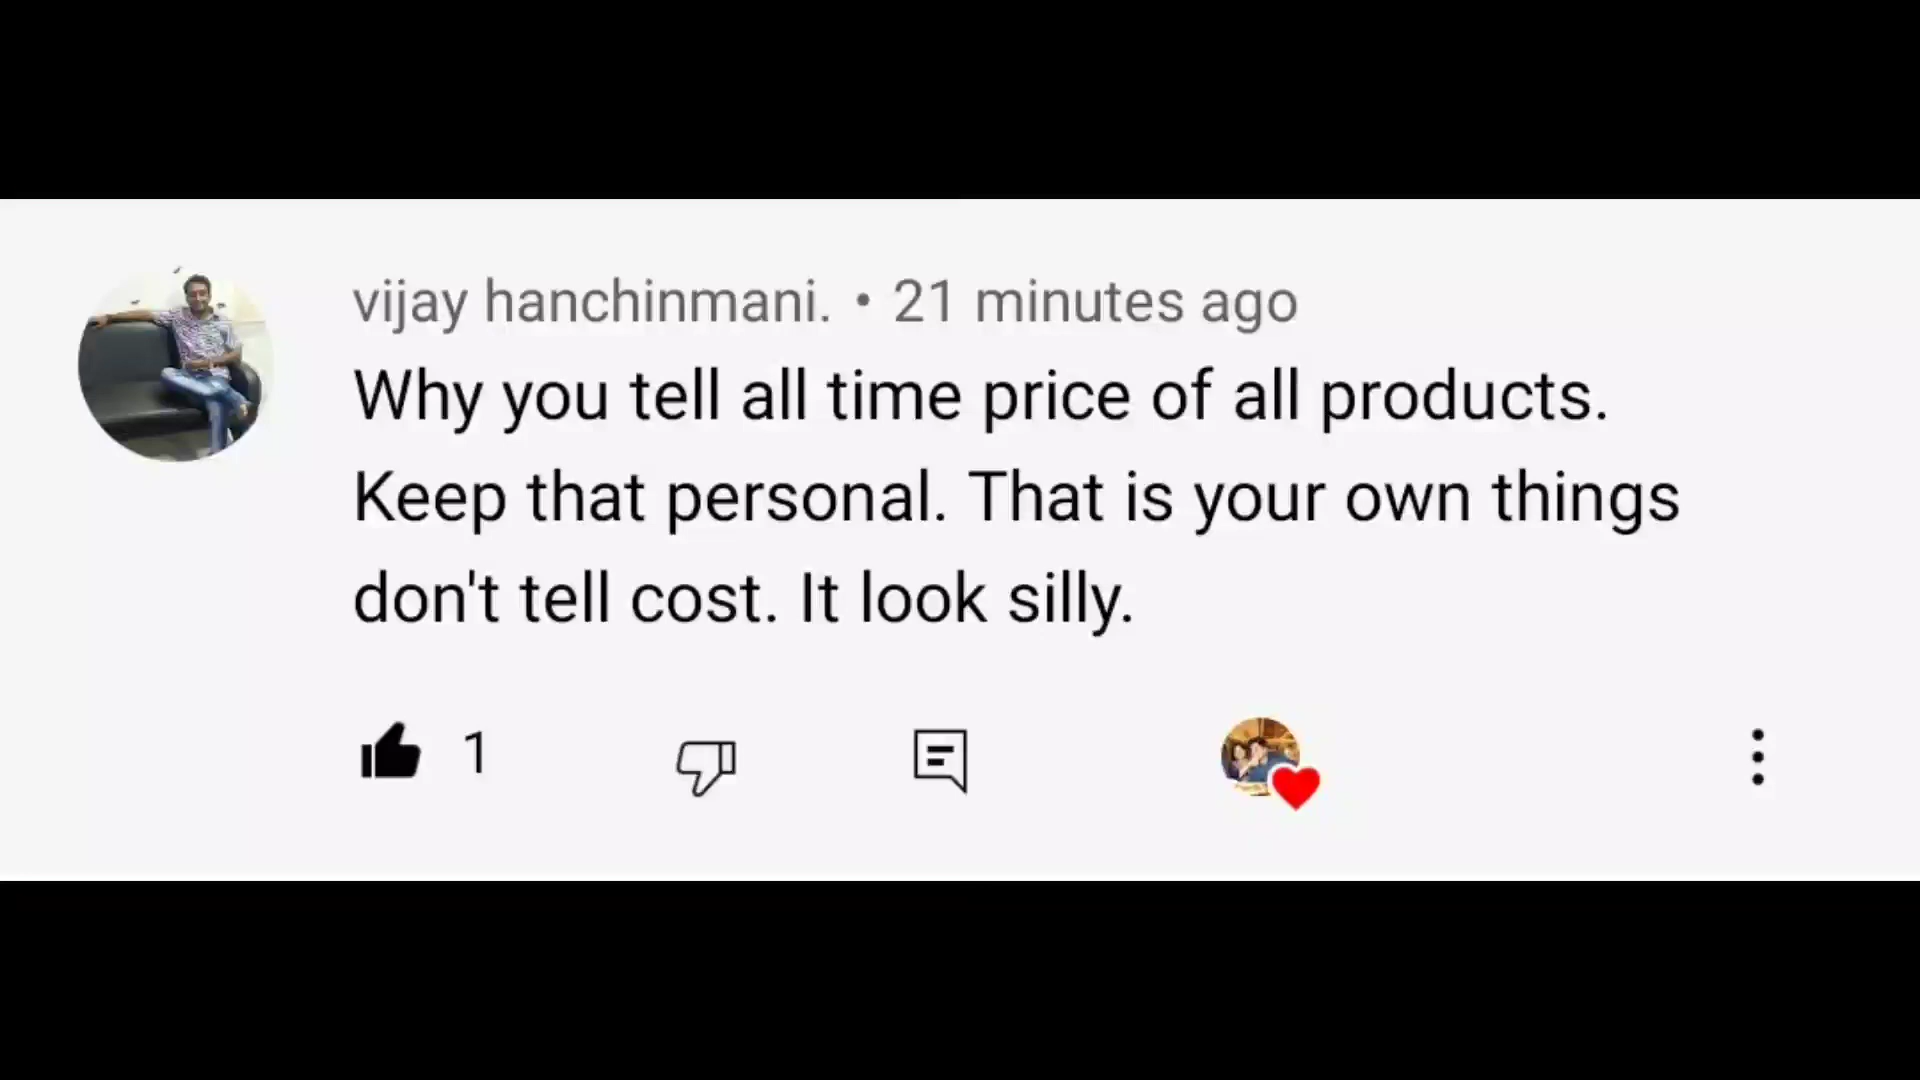 vijay hanchinmani. • 21 minutes ago
Why you tell all time price of all products.
Keep that personal. That is your own things
don't tell cost. It look silly.
1